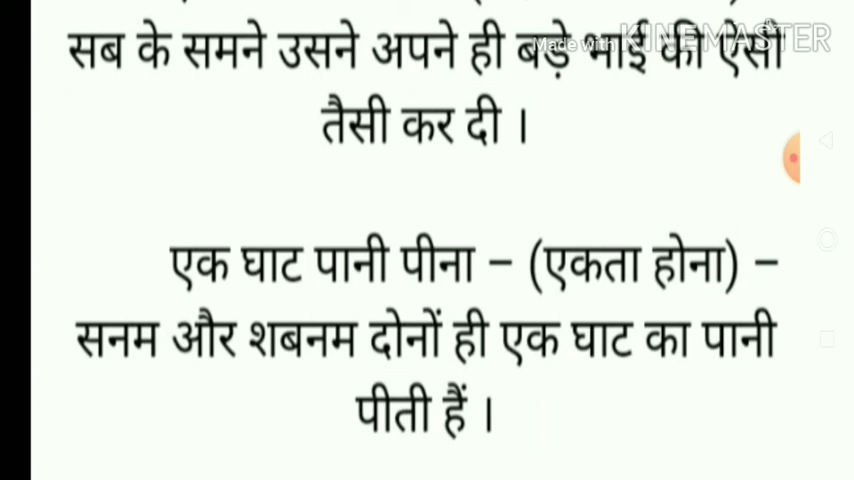 सब के समने उसने अपने ही बड़े भाई की ऐसी
Made with KINEMASTER
तैसी कर दी ।
एक घाट पानी पीना – (एकता होना) –
सनम और शबनम दोनों ही एक घाट का पानी
पीती हैं ।